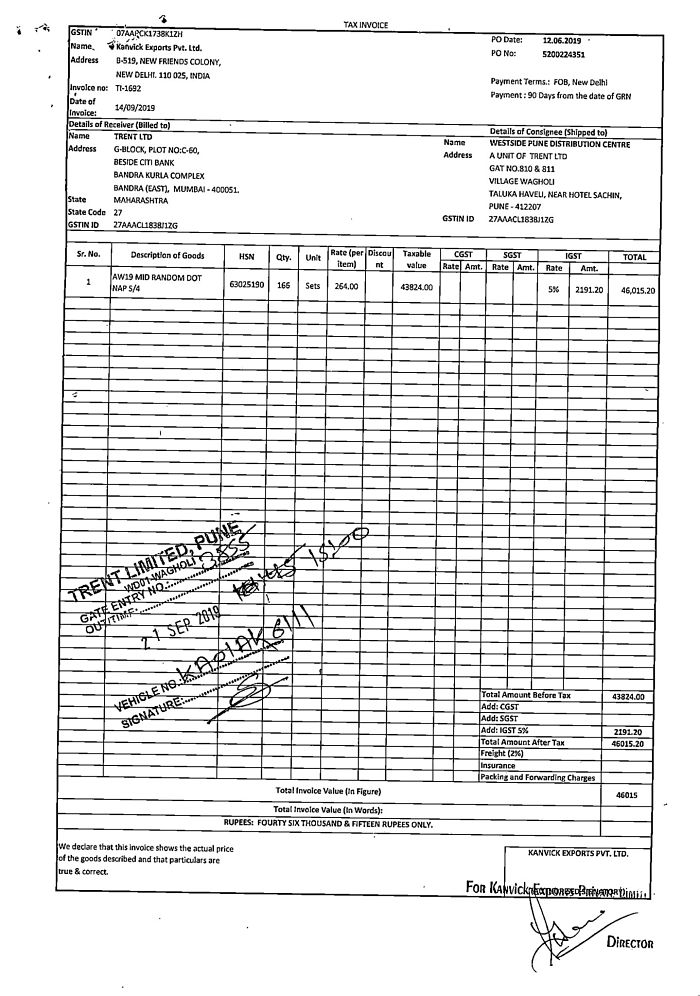 TAX INVOICE
GSTIN 07AAPCK1738K1ZH
Name Kanvick Exports Pvt. Ltd.
Address B-519, NEW FRIENDS COLONY,
NEW DELHI. 110 025, INDIA
Invoice no: TI-1692
Date of Invoice: 14/09/2019
PO Date: 12.06.2019
PO No: 5200224351
Payment Terms.: FOB, New Delhi
Payment : 90 Days from the date of GRN
Details of Receiver (Billed to)
Name TRENT LTD
Address G-BLOCK, PLOT NO:C-60,
BESIDE CITI BANK
BANDRA KURLA COMPLEX
BANDRA (EAST), MUMBAI - 400051.
State MAHARASHTRA
State Code 27
GSTIN ID 27AAACL1838J1ZG
Details of Consignee (Shipped to)
Name WESTSIDE PUNE DISTRIBUTION CENTRE
Address A UNIT OF TRENT LTD
GAT NO.810 & 811
VILLAGE WAGHOLI
TALUKA HAVELI, NEAR HOTEL SACHIN,
PUNE - 412207
GSTIN ID 27AAACL1838J1ZG
Sr. No. Description of Goods HSN Qty. Unit Rate (per item) Discou nt Taxable value CGST SGST IGST TOTAL
Rate Amt. Rate Amt. Rate Amt.
1 AW19 MID RANDOM DOT NAP S/4 63025190 166 Sets 264.00 43824.00 5% 2191.20 46,015.20
TRENT LIMITED, PUNE
WD01-WAGHOLI
GATE ENTRY NO.:
OUT/TIME:
21 SEP 2019
VEHICLE NO.:
SIGNATURE:
Total Amount Before Tax 43824.00
Add: CGST
Add: SGST
Add: IGST 5% 2191.20
Total Amount After Tax 46015.20
Freight (2%)
Insurance
Packing and Forwarding Charges
Total Invoice Value (In Figure) 46015
Total Invoice Value (In Words):
RUPEES: FOURTY SIX THOUSAND & FIFTEEN RUPEES ONLY.
We declare that this invoice shows the actual price
of the goods described and that particulars are
true & correct.
KANVICK EXPORTS PVT. LTD.
FOR KANVICK
DIRECTOR